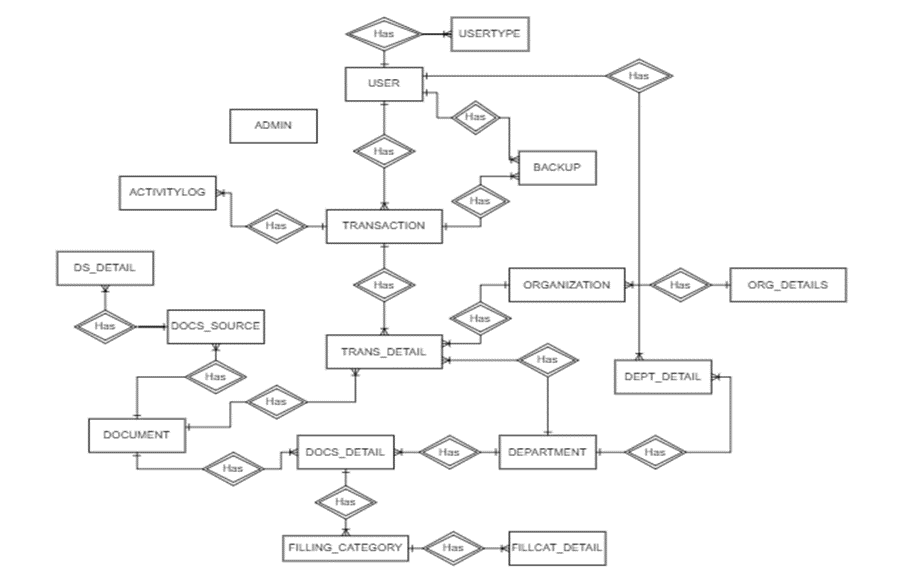 Has
USERTYPE
USER
Has
Has
ADMIN
Has
BACKUP
ACTIVITYLOG
Has
Has
TRANSACTION
DS_DETAIL
Has
ORGANIZATION
Has
ORG_DETAILS
Has
DOCS_SOURCE
Has
TRANS_DETAIL
Has
Has
DEPT_DETAIL
Has
DOCUMENT
DOCS_DETAIL
Has
DEPARTMENT
Has
Has
Has
FILLING_CATEGORY
Has
FILLCAT_DETAIL